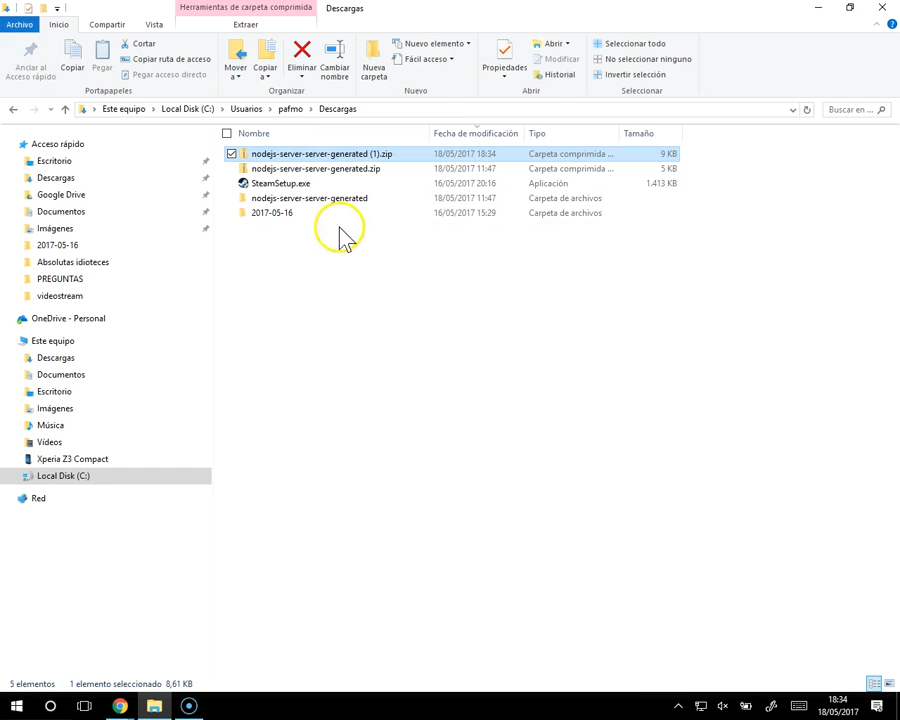 Herramientas de carpeta comprimida
Descargas
Archivo
Inicio
Compartir
Vista
Extraer
Anclar al
Acceso rápido
Copiar
Pegar
Cortar
Copiar ruta de acceso
Pegar acceso directo
Portapapeles
Mover
a
Copiar
a
Eliminar
Cambiar
nombre
Organizar
Nueva
carpeta
Nuevo elemento
Fácil acceso
Nuevo
Propiedades
Abrir
Modificar
Historial
Abrir
Seleccionar todo
No seleccionar ninguno
Invertir selección
Seleccionar
Este equipo
Local Disk (C:)
Usuarios
pafmo
Descargas
Buscar en ...
Nombre
Fecha de modificación
Tipo
Tamaño
nodejs-server-server-generated (1).zip 18/05/2017 18:34 Carpeta comprimida ... 9 KB
nodejs-server-server-generated.zip 18/05/2017 11:47 Carpeta comprimida ... 5 KB
SteamSetup.exe 16/05/2017 20:16 Aplicación 1.413 KB
nodejs-server-server-generated 18/05/2017 11:47 Carpeta de archivos
2017-05-16 16/05/2017 15:29 Carpeta de archivos
Acceso rápido
Escritorio
Descargas
Google Drive
Documentos
Imágenes
2017-05-16
Absolutas idioteces
PREGUNTAS
videostream
OneDrive - Personal
Este equipo
Descargas
Documentos
Escritorio
Imágenes
Música
Vídeos
Xperia Z3 Compact
Local Disk (C:)
Red
5 elementos
1 elemento seleccionado 8,61 KB
18:34
18/05/2017